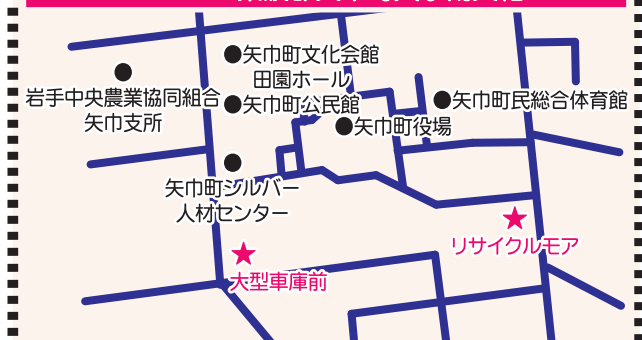 矢巾町文化会館
田園ホール
岩手中央農業協同組合
矢巾支所
矢巾町公民館
矢巾町民総合体育館
矢巾町役場
矢巾町シルバー
人材センター
リサイクルモア
大型車庫前